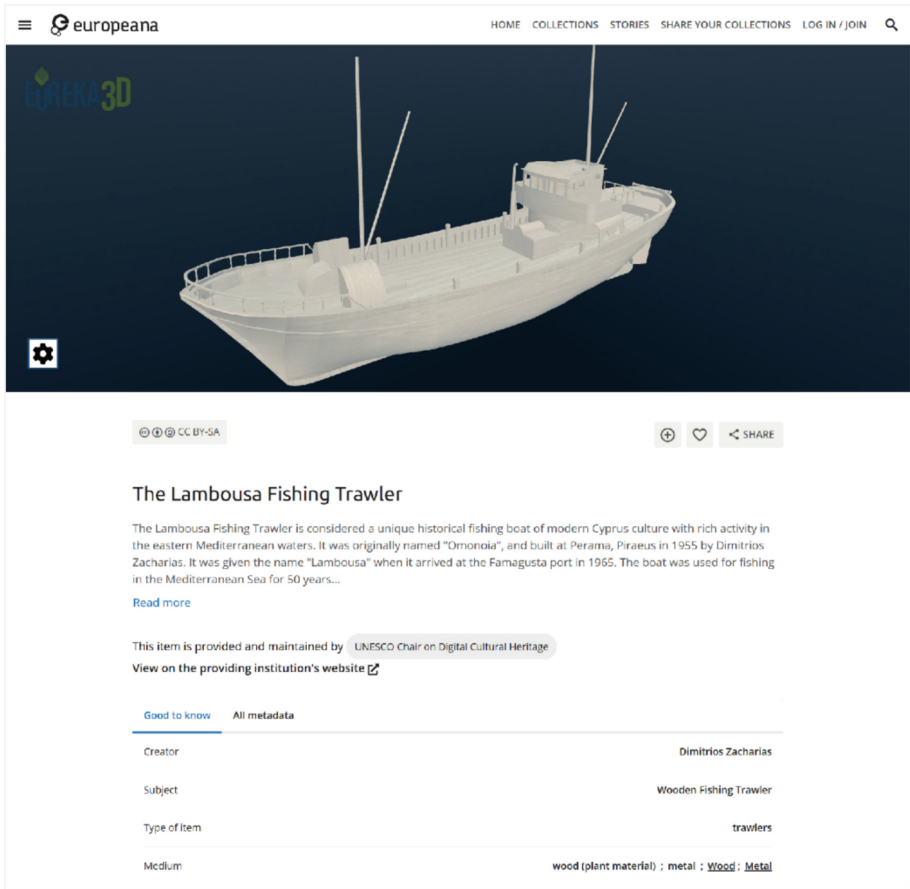 europeana
HOME COLLECTIONS STORIES SHARE YOUR COLLECTIONS LOG IN / JOIN
EUREKA3D
CC BY-SA
SHARE
The Lambousa Fishing Trawler
The Lambousa Fishing Trawler is considered a unique historical fishing boat of modern Cyprus culture with rich activity in
the eastern Mediterranean waters. It was originally named "Omonoia", and built at Perama, Piraeus in 1955 by Dimitrios
Zacharias. It was given the name "Lambousa" when it arrived at the Famagusta port in 1965. The boat was used for fishing
in the Mediterranean Sea for 50 years...
Read more
This item is provided and maintained by UNESCO Chair on Digital Cultural Heritage
View on the providing institution's website
Good to know All metadata
Creator Dimitrios Zacharias
Subject Wooden Fishing Trawler
Type of item trawlers
Medium wood (plant material) ; metal ; Wood ; Metal